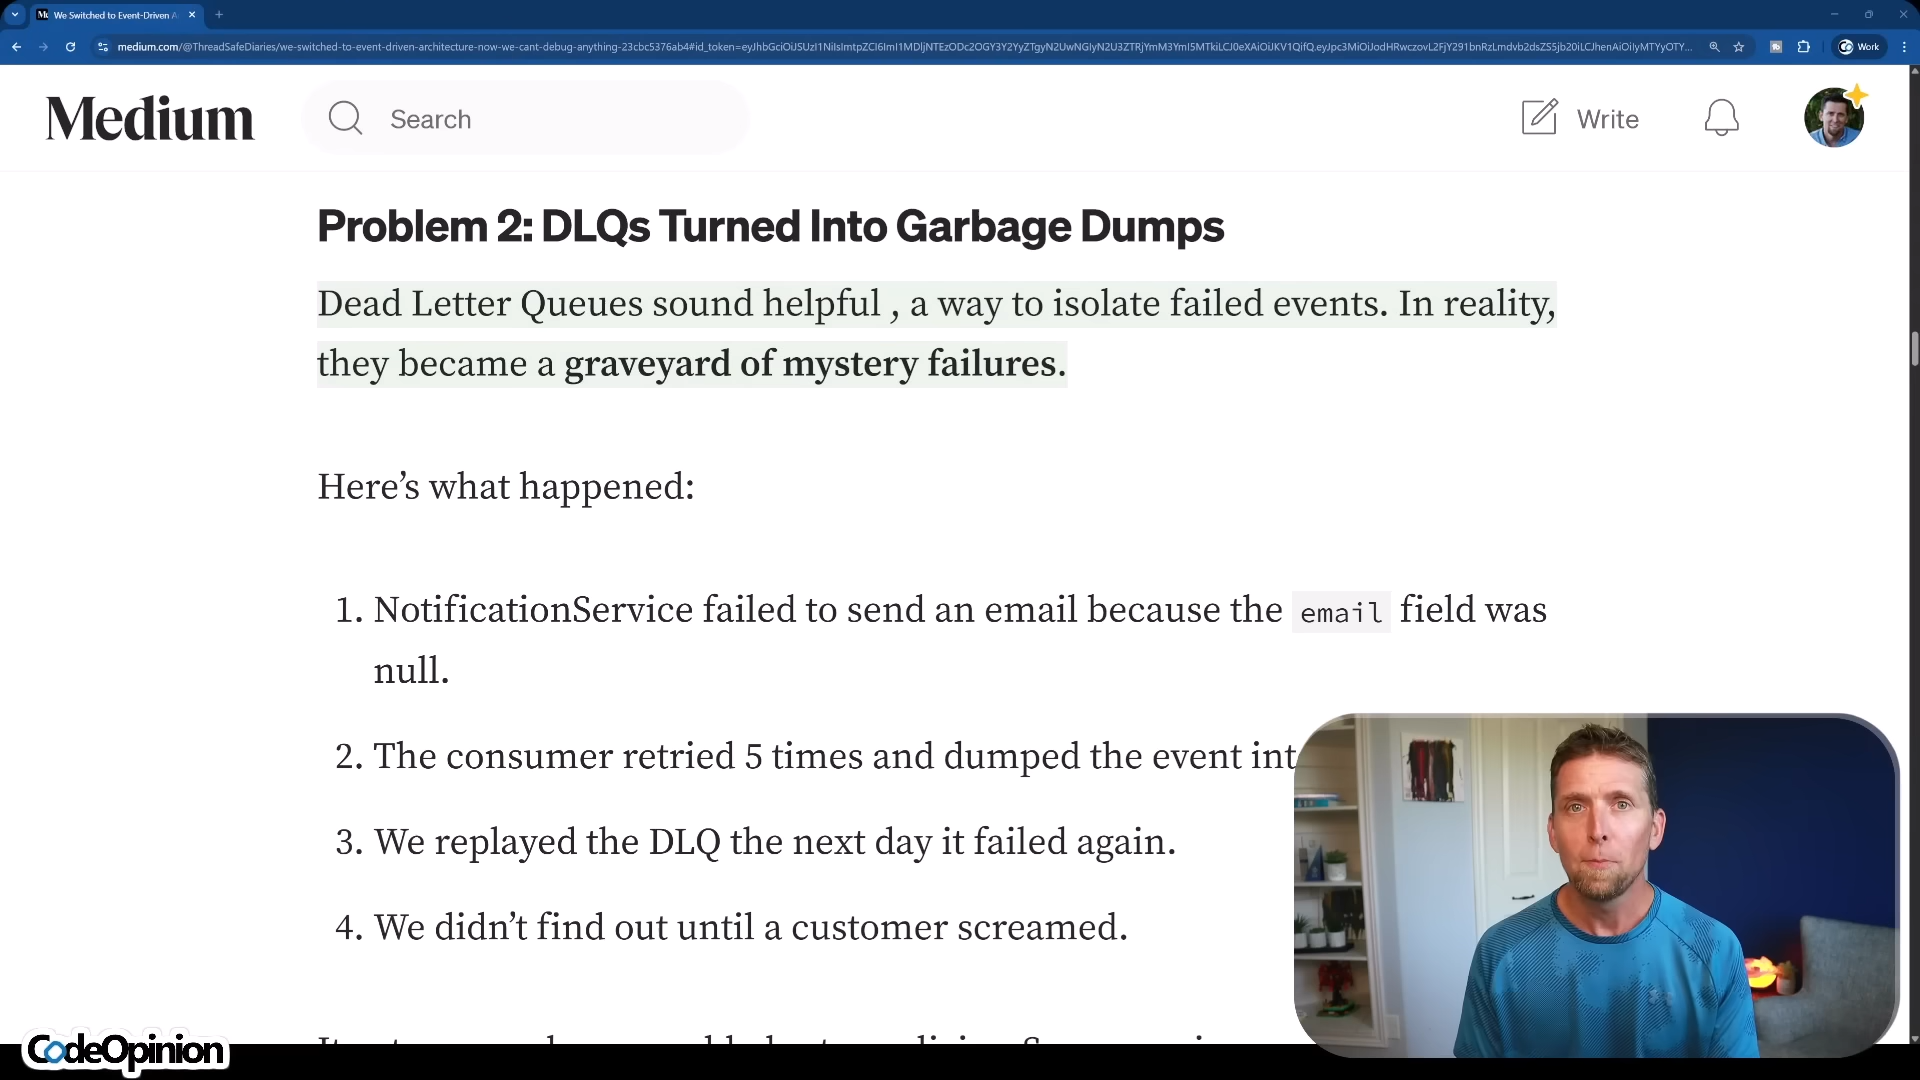 We Switched to Event-Driven A
medium.com/@ThreadSafeDiaries/we-switched-to-event-driven-architecture-now-we-cant-debug-anything-23cbc5376ab4#id_token=
Work
Medium
Search
Write
Problem 2: DLQs Turned Into Garbage Dumps
Dead Letter Queues sound helpful , a way to isolate failed events. In reality,
they became a graveyard of mystery failures.
Here’s what happened:
1. NotificationService failed to send an email because the email field was
null.
2. The consumer retried 5 times and dumped the event int
3. We replayed the DLQ the next day it failed again.
4. We didn’t find out until a customer screamed.
CodeOpinion